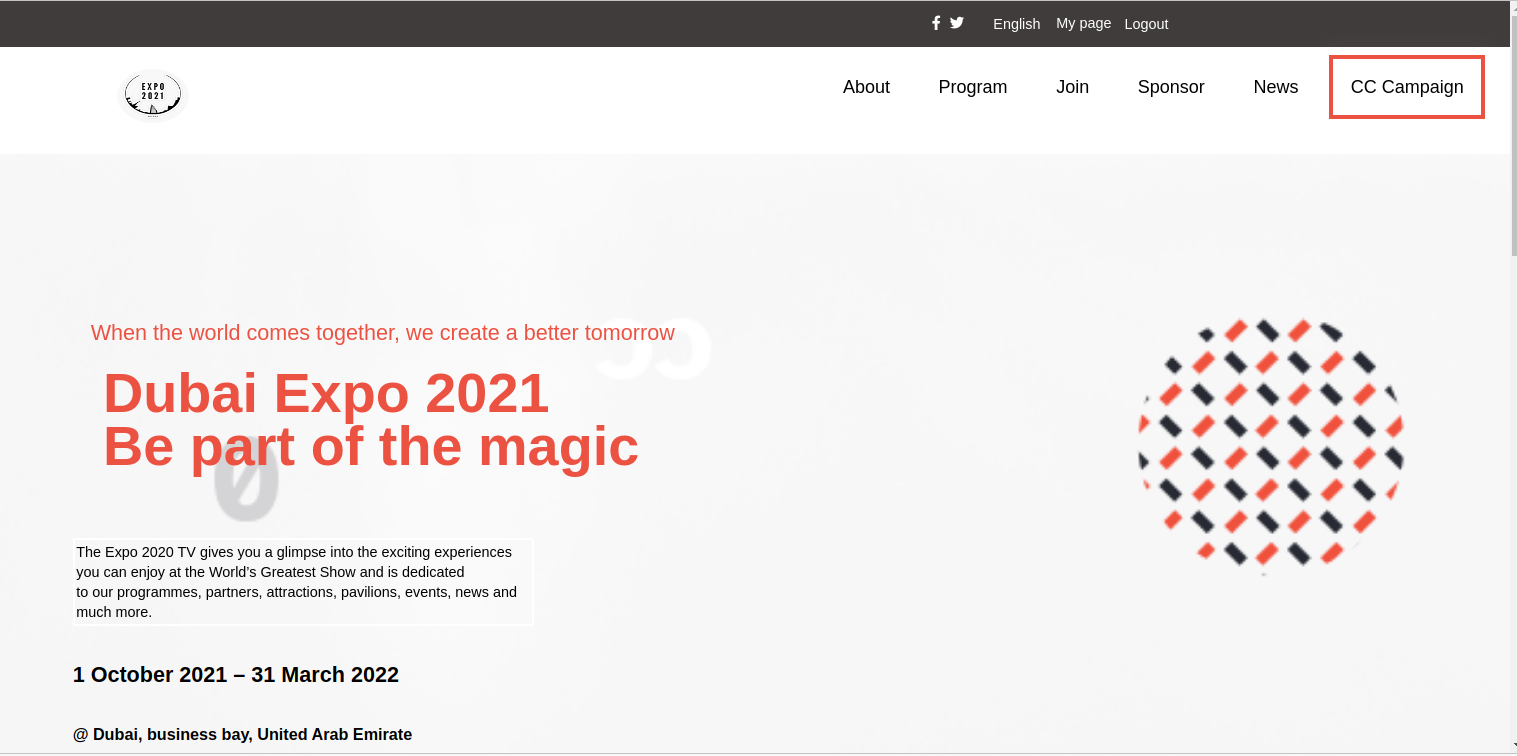 English My page Logout
EXPO
2021
About Program Join Sponsor News CC Campaign
When the world comes together, we create a better tomorrow
Dubai Expo 2021
Be part of the magic
The Expo 2020 TV gives you a glimpse into the exciting experiences
you can enjoy at the World’s Greatest Show and is dedicated
to our programmes, partners, attractions, pavilions, events, news and
much more.
1 October 2021 – 31 March 2022
@ Dubai, business bay, United Arab Emirate